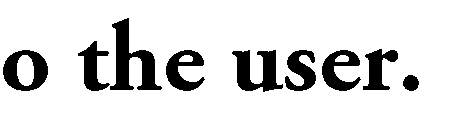 o the user.